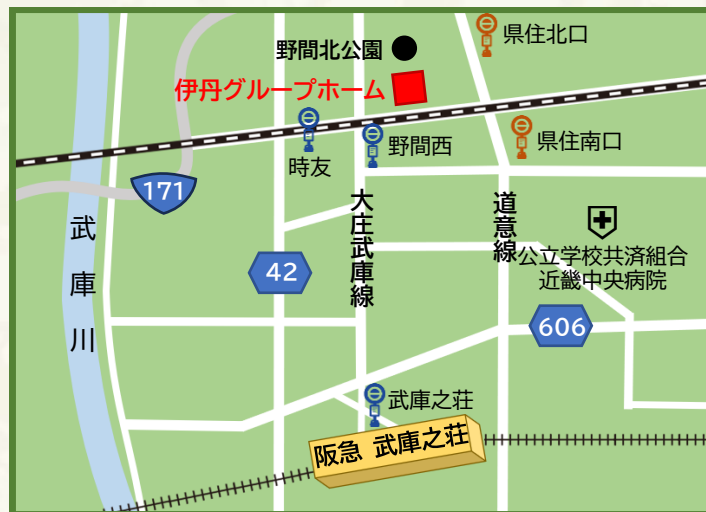 県住北口
野間北公園
伊丹グループホーム
県住南口
野間西
時友
171
武庫川
大庄武庫線
道意線
公立学校共済組合
近畿中央病院
42
606
武庫之荘
阪急 武庫之荘